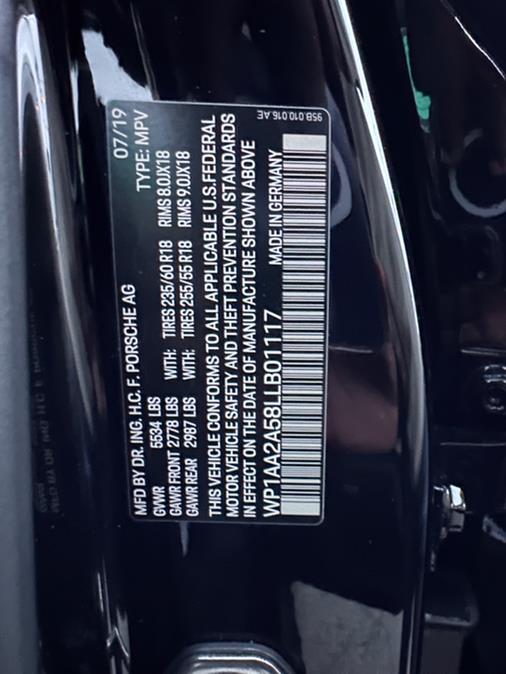 MFD BY DR. ING. H.C. F. PORSCHE AG 07/19
GVWR 5534 LBS TYPE: MPV
GAWR FRONT 2778 LBS WITH: TIRES 235/60 R18 RIMS 8.0JX18
GAWR REAR 2987 LBS WITH: TIRES 255/55 R18 RIMS 9.0JX18
THIS VEHICLE CONFORMS TO ALL APPLICABLE U.S. FEDERAL
MOTOR VEHICLE SAFETY AND THEFT PREVENTION STANDARDS
IN EFFECT ON THE DATE OF MANUFACTURE SHOWN ABOVE
WP1AA2A58LLB01117 MADE IN GERMANY
95B.010.016 AE